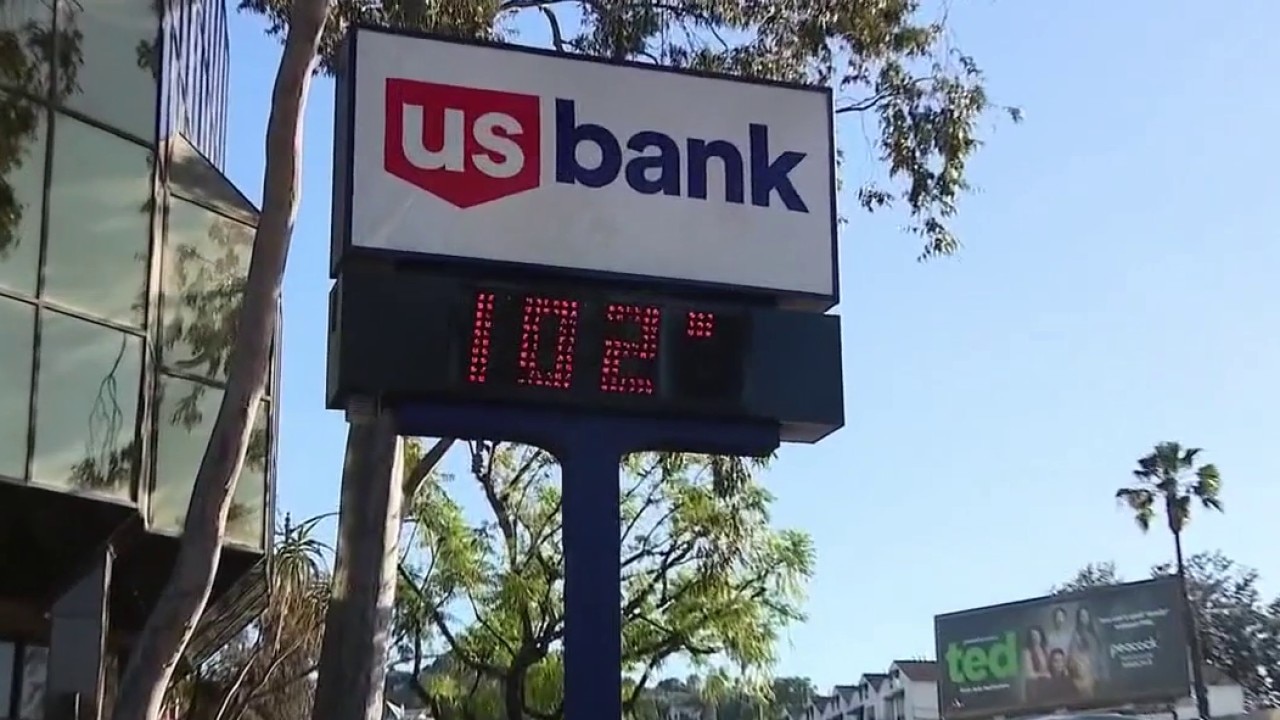 us bank
102°
ted
peacock